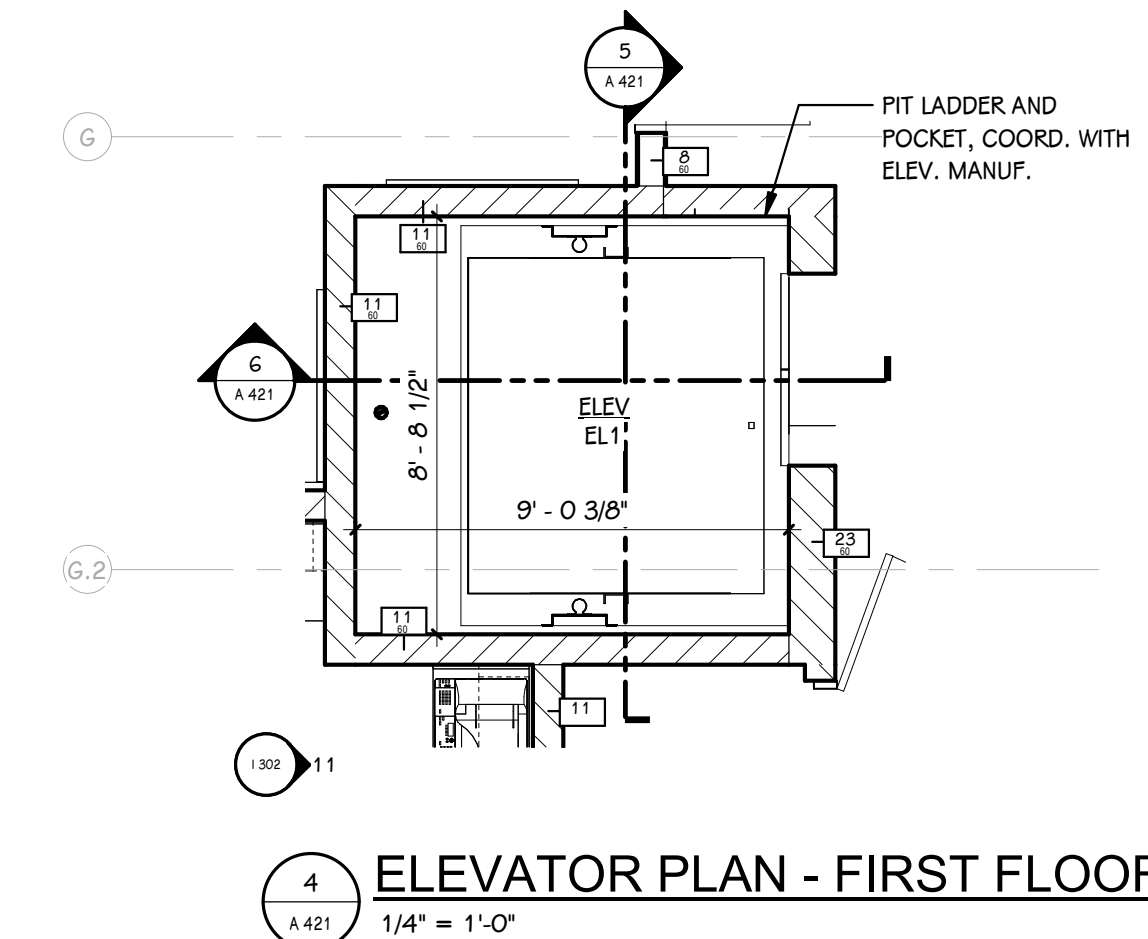 5
A 421
PIT LADDER AND
POCKET, COORD. WITH
ELEV. MANUF.
G
8
60
11
60
11
60
6
A 421
8' - 8 1/2"
ELEV
EL1
9' - 0 3/8"
23
60
G.2
11
60
11
1 302
11
4
A 421
ELEVATOR PLAN - FIRST FLOOR
1/4" = 1'-0"